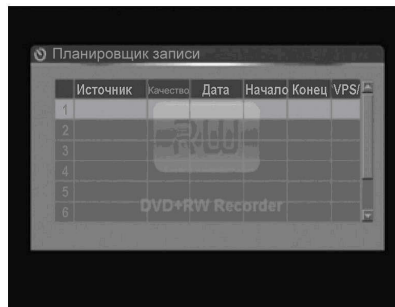 Планировщик записи
Источник Качество Дата Начало Конец VPS/
1
2
3
4
5
6
RW
DVD+RW Recorder